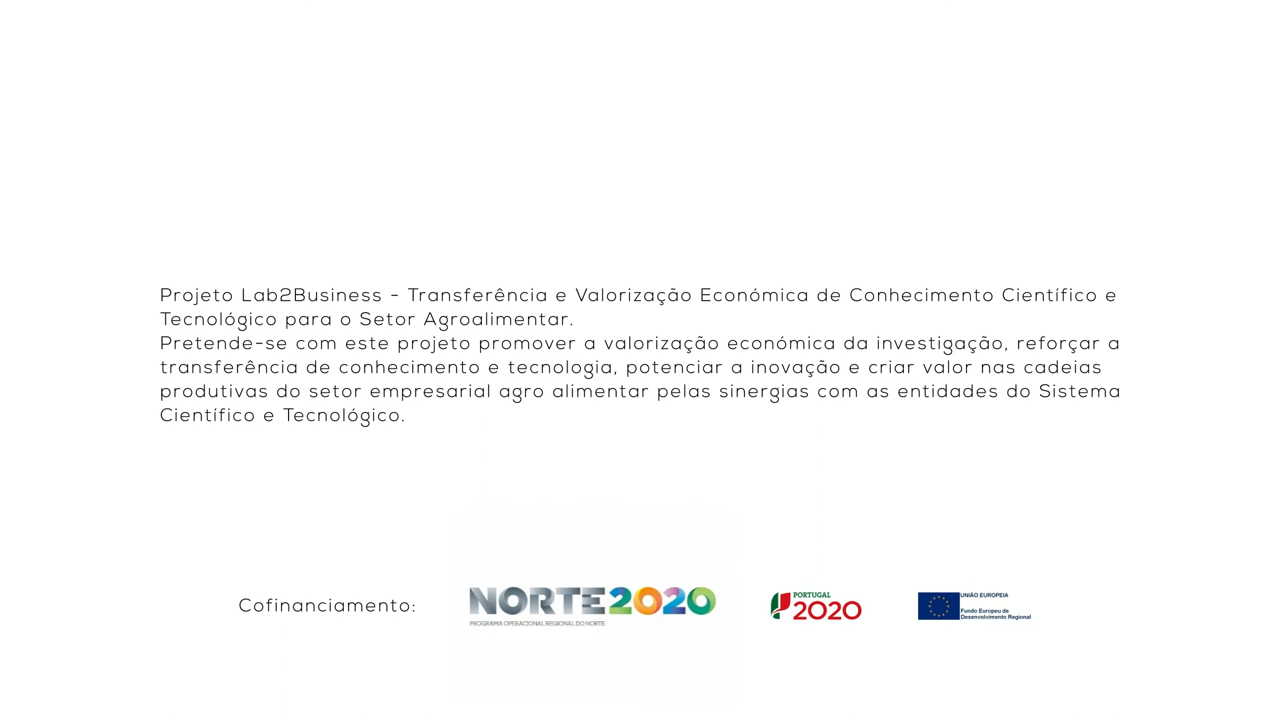 Projeto Lab2Business - Transferência e Valorização Económica de Conhecimento Científico e
Tecnológico para o Setor Agroalimentar.
Pretende-se com este projeto promover a valorização económica da investigação, reforçar a
transferência de conhecimento e tecnologia, potenciar a inovação e criar valor nas cadeias
produtivas do setor empresarial agro alimentar pelas sinergias com as entidades do Sistema
Científico e Tecnológico.
Cofinanciamento:
NORTE2020
PROGRAMA OPERACIONAL REGIONAL DO NORTE
PORTUGAL
2020
UNIÃO EUROPEIA
Fundo Europeu de
Desenvolvimento Regional